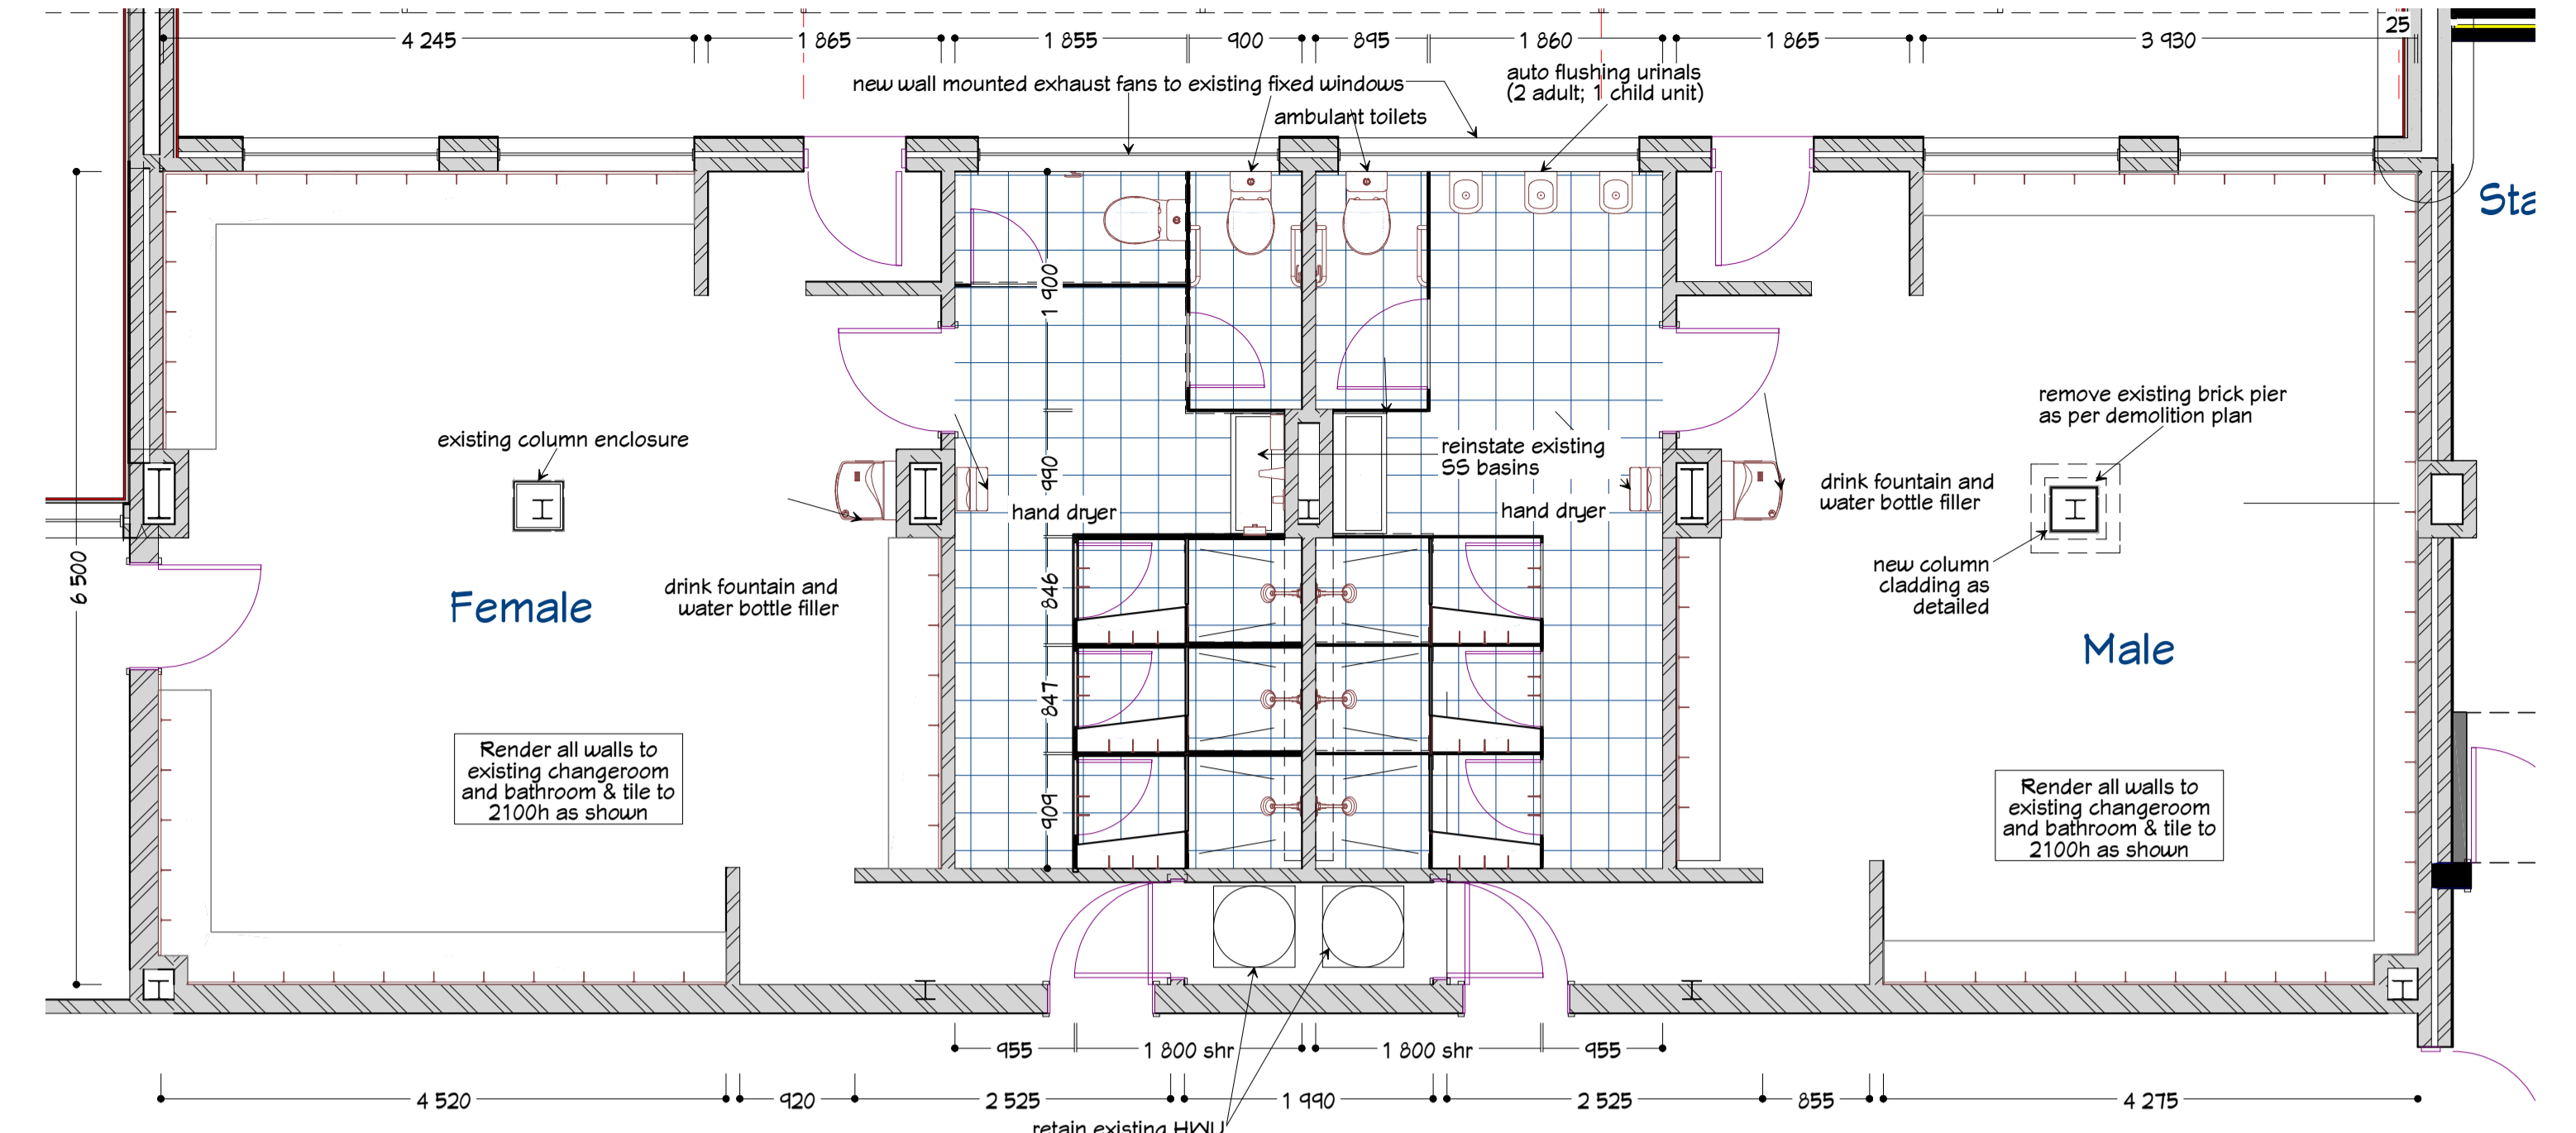 25
4 245
1 865
1 855
900
895
1 860
1 865
3 930
new wall mounted exhaust fans to existing fixed windows
auto flushing urinals
(2 adult; 1 child unit)
ambulant toilets
Sta
1 900
existing column enclosure
remove existing brick pier
as per demolition plan
reinstate existing
SS basins
990
drink fountain and
water bottle filler
hand dryer
hand dryer
6 500
new column
cladding as
detailed
drink fountain and
water bottle filler
846
Female
Male
847
Render all walls to
existing changeroom
and bathroom & tile to
2100h as shown
Render all walls to
existing changeroom
and bathroom & tile to
2100h as shown
909
955
1 800 shr
1 800 shr
955
4 520
920
2 525
1 990
2 525
855
4 275
retain existing HWU